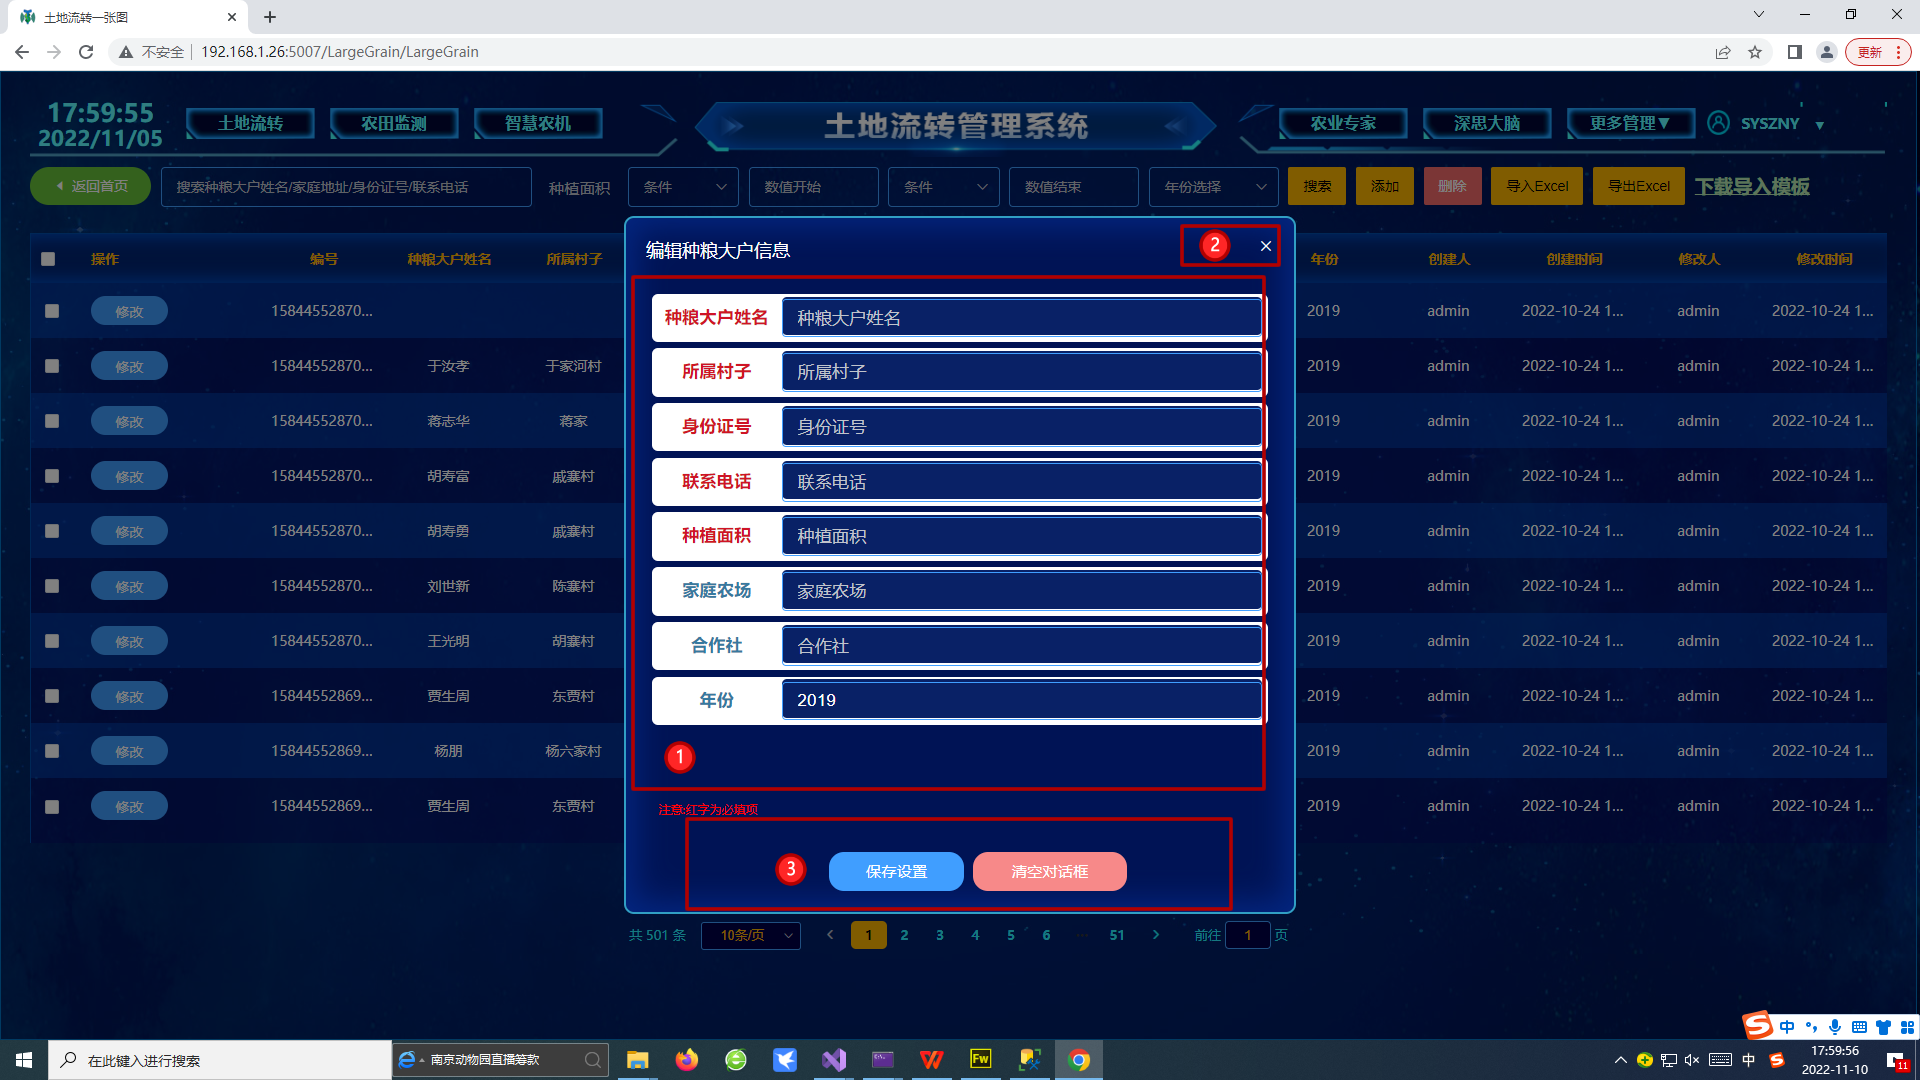 土地流转一张图
不安全 192.168.1.26:5007/LargeGrain/LargeGrain 更新
17:59:55
2022/11/05
土地流转 农田监测 智慧农机 土地流转管理系统 农业专家 深思大脑 更多管理▼ SYSZNY ▼
返回首页 搜索种粮大户姓名/家庭地址/身份证号/联系电话 种植面积 条件 数值开始 条件 数值结束 年份选择 搜索 添加 删除 导入Excel 导出Excel 下载导入模板
编辑种粮大户信息 2 ×
操作 编号 种粮大户姓名 所属村子 年份 创建人 创建时间 修改人 修改时间
修改 15844552870... 2019 admin 2022-10-24 1... admin 2022-10-24 1...
修改 15844552870... 于汝孝 于家河村 2019 admin 2022-10-24 1... admin 2022-10-24 1...
修改 15844552870... 蒋志华 蒋家 2019 admin 2022-10-24 1... admin 2022-10-24 1...
修改 15844552870... 胡寿富 戚寨村 2019 admin 2022-10-24 1... admin 2022-10-24 1...
修改 15844552870... 胡寿勇 戚寨村 2019 admin 2022-10-24 1... admin 2022-10-24 1...
修改 15844552870... 刘世新 陈寨村 2019 admin 2022-10-24 1... admin 2022-10-24 1...
修改 15844552870... 王光明 胡寨村 2019 admin 2022-10-24 1... admin 2022-10-24 1...
修改 15844552869... 贾生周 东贾村 2019 admin 2022-10-24 1... admin 2022-10-24 1...
修改 15844552869... 杨朋 杨六家村 2019 admin 2022-10-24 1... admin 2022-10-24 1...
修改 15844552869... 贾生周 东贾村 2019 admin 2022-10-24 1... admin 2022-10-24 1...
种粮大户姓名 种粮大户姓名
所属村子 所属村子
身份证号 身份证号
联系电话 联系电话
种植面积 种植面积
家庭农场 家庭农场
合作社 合作社
年份 2019
1
注意:红字为必填项
3 保存设置 清空对话框
共 501 条 10条/页 1 2 3 4 5 6 ... 51 前往 1 页
中
在此键入进行搜索 南京动物园直播筹款 Fw 中 17:59:56
2022-11-10 11